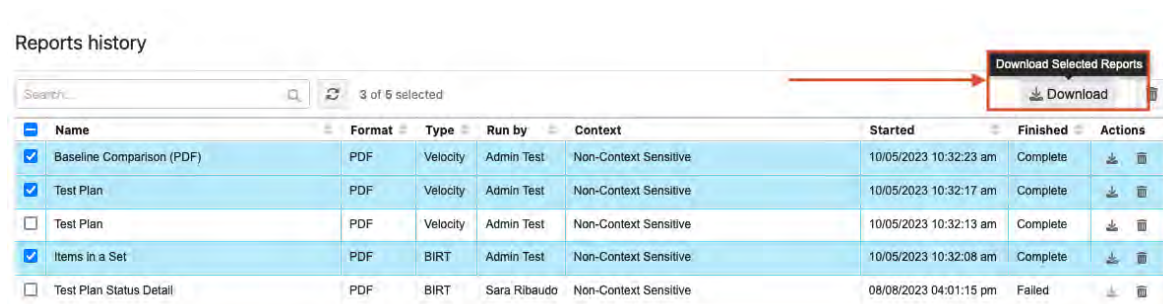 Reports history
Download Selected Reports
Search... 3 of 5 selected Download
Name Format Type Run by Context Started Finished Actions
Baseline Comparison (PDF) PDF Velocity Admin Test Non-Context Sensitive 10/05/2023 10:32:23 am Complete
Test Plan PDF Velocity Admin Test Non-Context Sensitive 10/05/2023 10:32:17 am Complete
Test Plan PDF Velocity Admin Test Non-Context Sensitive 10/05/2023 10:32:13 am Complete
Items in a Set PDF BIRT Admin Test Non-Context Sensitive 10/05/2023 10:32:08 am Complete
Test Plan Status Detail PDF BIRT Sara Ribaudo Non-Context Sensitive 08/08/2023 04:01:15 pm Failed